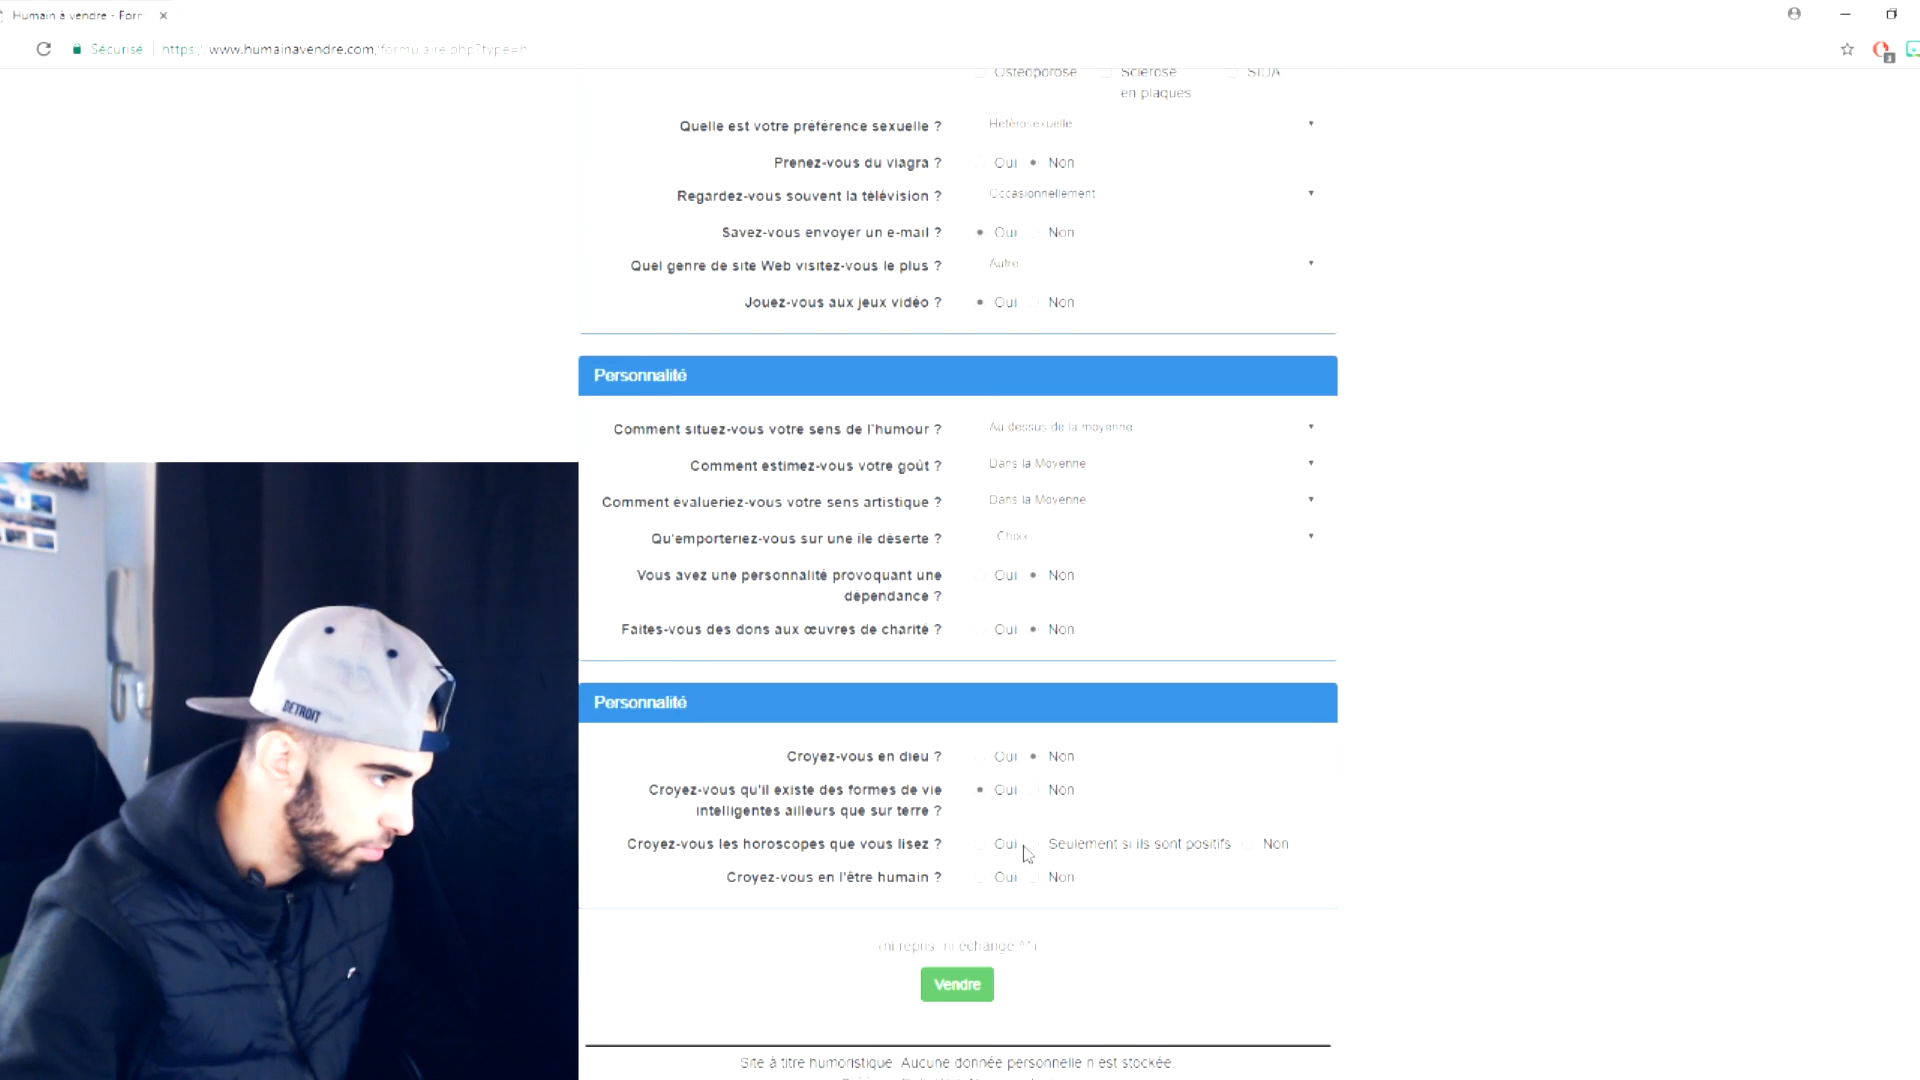 Humain à vendre - Forr
Sécurisé https://www.humainavendre.com/formulaire.php?type=h
Ostéoporose Sclérose SIDA
en plaques
Quelle est votre préférence sexuelle ? Hétérosexuelle
Prenez-vous du viagra ? Oui Non
Regardez-vous souvent la télévision ? Occasionnellement
Savez-vous envoyer un e-mail ? Oui Non
Quel genre de site Web visitez-vous le plus ? Autre
Jouez-vous aux jeux vidéo ? Oui Non
Personnalité
Comment situez-vous votre sens de l'humour ? Au dessus de la moyenne
Comment estimez-vous votre goût ? Dans la Moyenne
Comment évalueriez-vous votre sens artistique ? Dans la Moyenne
Qu'emporteriez-vous sur une île déserte ? Choix
Vous avez une personnalité provoquant une Oui Non
dépendance ?
Faites-vous des dons aux œuvres de charité ? Oui Non
Personnalité
Croyez-vous en dieu ? Oui Non
Croyez-vous qu'il existe des formes de vie Oui Non
intelligentes ailleurs que sur terre ?
Croyez-vous les horoscopes que vous lisez ? Oui Seulement si ils sont positifs Non
Croyez-vous en l'être humain ? Oui Non
(ni repris, ni échangé ^^)
Vendre
Site à titre humoristique. Aucune donnée personnelle n'est stockée.
DETROIT